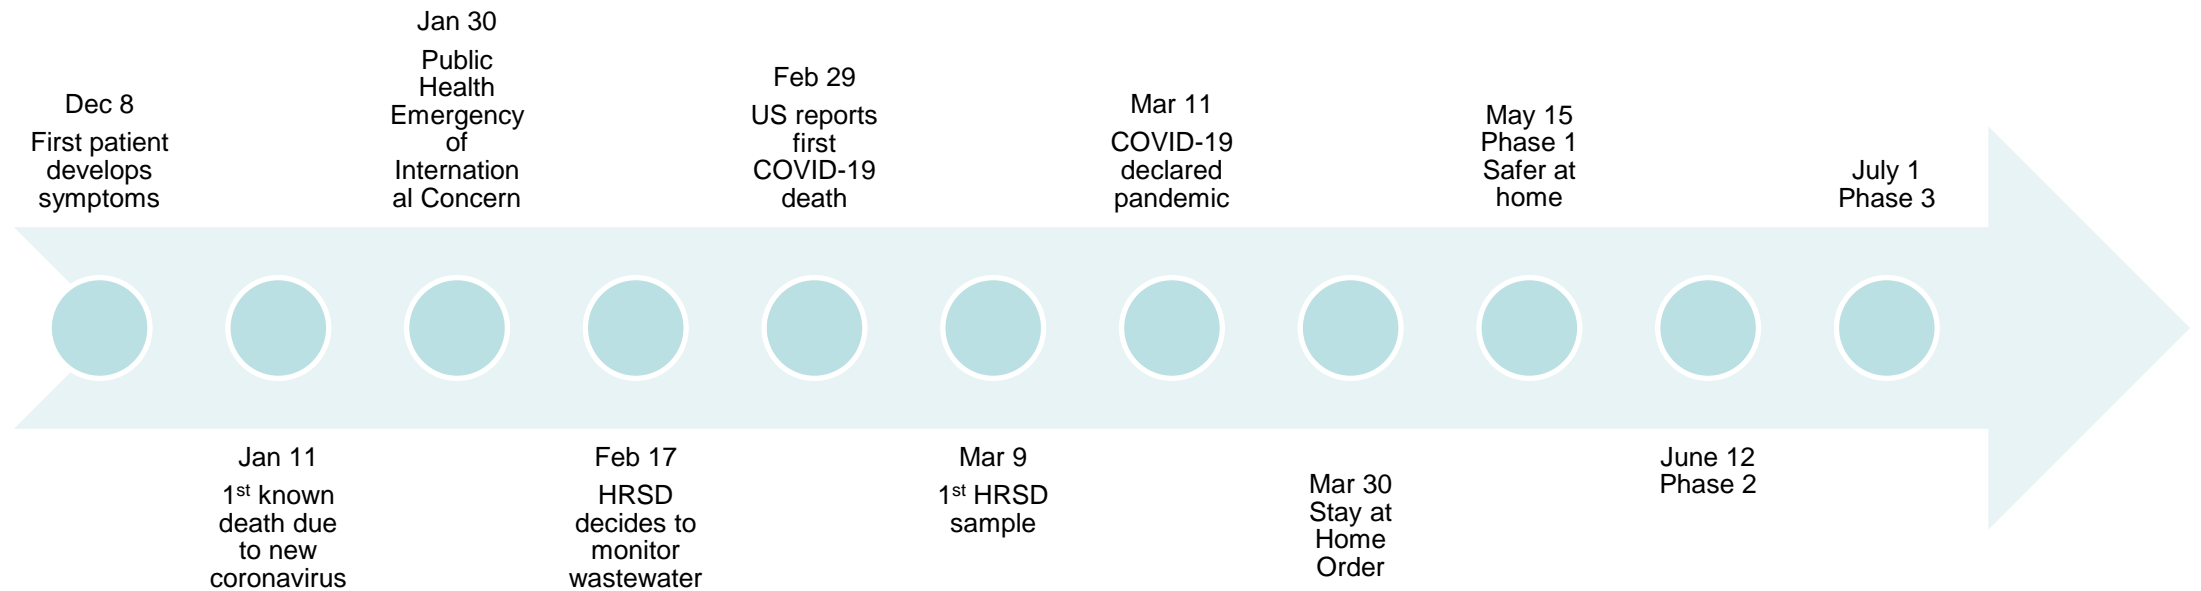 Dec 8
First patient
develops
symptoms
Jan 11
1st known
death due
to new
coronavirus
Jan 30
Public
Health
Emergency
of
Internation
al Concern
Feb 17
HRSD
decides to
monitor
wastewater
Feb 29
US reports
first
COVID-19
death
Mar 9
1st HRSD
sample
Mar 11
COVID-19
declared
pandemic
Mar 30
Stay at
Home
Order
May 15
Phase 1
Safer at
home
June 12
Phase 2
July 1
Phase 3